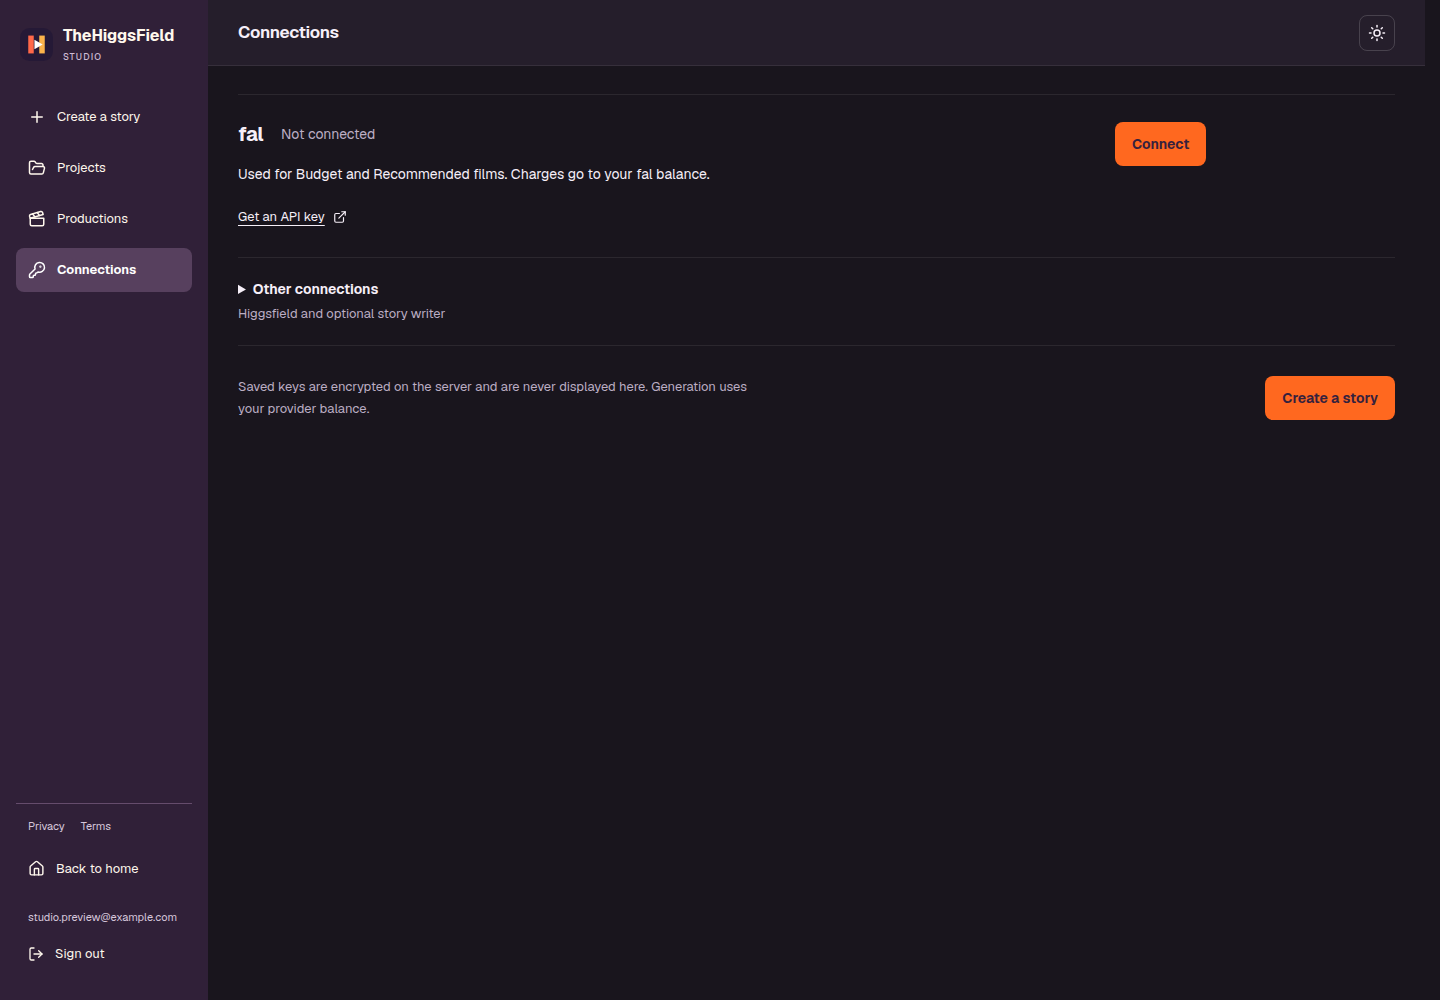 TheHiggsField
STUDIO
Create a story
Projects
Productions
Connections
Privacy Terms
Back to home
studio.preview@example.com
Sign out
Connections
fal Not connected
Connect
Used for Budget and Recommended films. Charges go to your fal balance.
Get an API key
Other connections
Higgsfield and optional story writer
Saved keys are encrypted on the server and are never displayed here. Generation uses
your provider balance.
Create a story